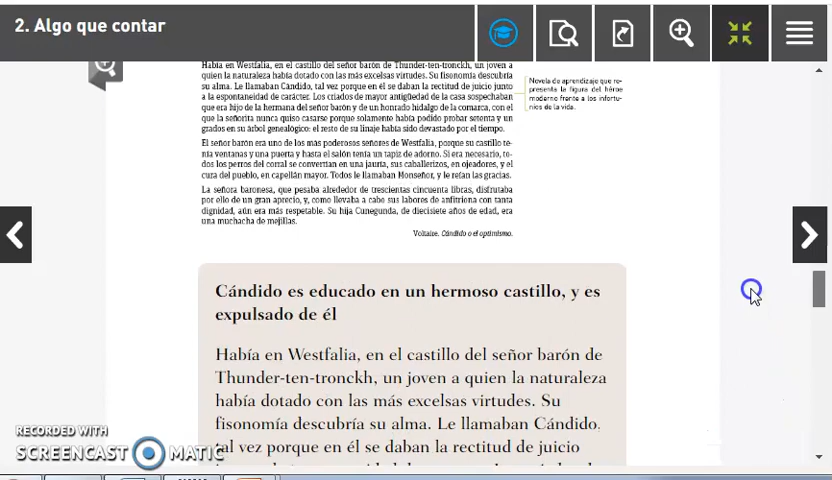 2. Algo que contar
Había en Westfalia, en el castillo del señor barón de Thunder-ten-tronckh, un joven a
quien la naturaleza había dotado con las más excelsas virtudes. Su fisonomía descubría
su alma. Le llamaban Cándido, tal vez porque en él se daban la rectitud de juicio junto
a la espontaneidad de carácter. Los criados de mayor antigüedad de la casa sospechaban
que era hijo de la hermana del señor barón y de un honrado hidalgo de la comarca, con el
que la señorita nunca quiso casarse porque solamente había podido probar setenta y un
grados en su árbol genealógico: el resto de su linaje había sido devastado por el tiempo.
El señor barón era uno de los más poderosos señores de Westfalia, porque su castillo te-
nía ventanas y una puerta y hasta el salón tenía un tapiz de adorno. Si era necesario, to-
dos los perros del corral se convertían en una jauría, sus caballerizos, en ojeadores, y el
cura del pueblo, en capellán mayor. Todos le llamaban Monseñor, y le reían las gracias.
La señora baronesa, que pesaba alrededor de trescientas cincuenta libras, disfrutaba
por ello de un gran aprecio, y, como llevaba a cabo sus labores de anfitriona con tanta
dignidad, aún era más respetable. Su hija Cunegunda, de diecisiete años de edad, era
una muchacha de mejillas.
Voltaire. Cándido o el optimismo.
Novela de aprendizaje que re-
presenta la figura del héroe
moderno frente a los infortu-
nios de la vida.
Cándido es educado en un hermoso castillo, y es
expulsado de él
Había en Westfalia, en el castillo del señor barón de
Thunder-ten-tronckh, un joven a quien la naturaleza
había dotado con las más excelsas virtudes. Su
fisonomía descubría su alma. Le llamaban Cándido,
tal vez porque en él se daban la rectitud de juicio
RECORDED WITH
SCREENCAST MATIC